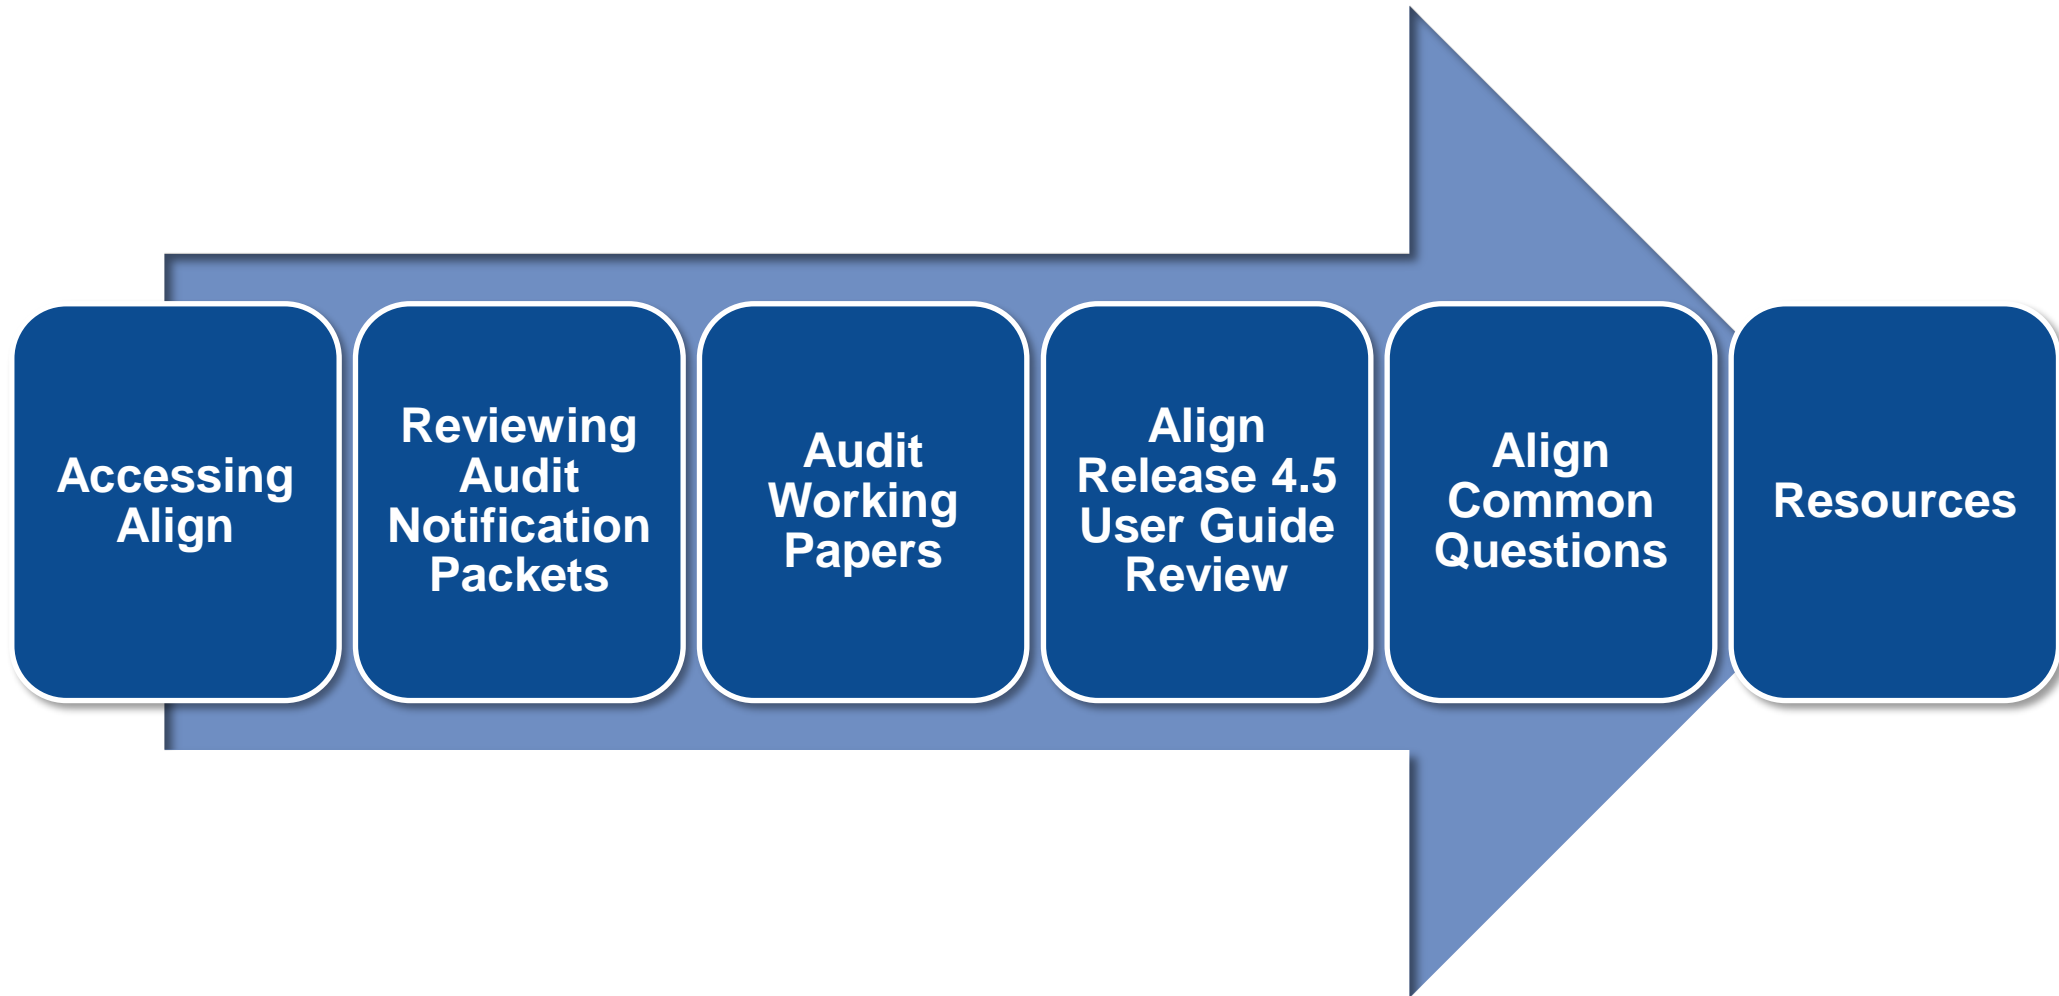 Accessing
Align
Reviewing
Audit
Notification
Packets
Audit
Working
Papers
Align
Release 4.5
User Guide
Review
Align
Common
Questions
Resources